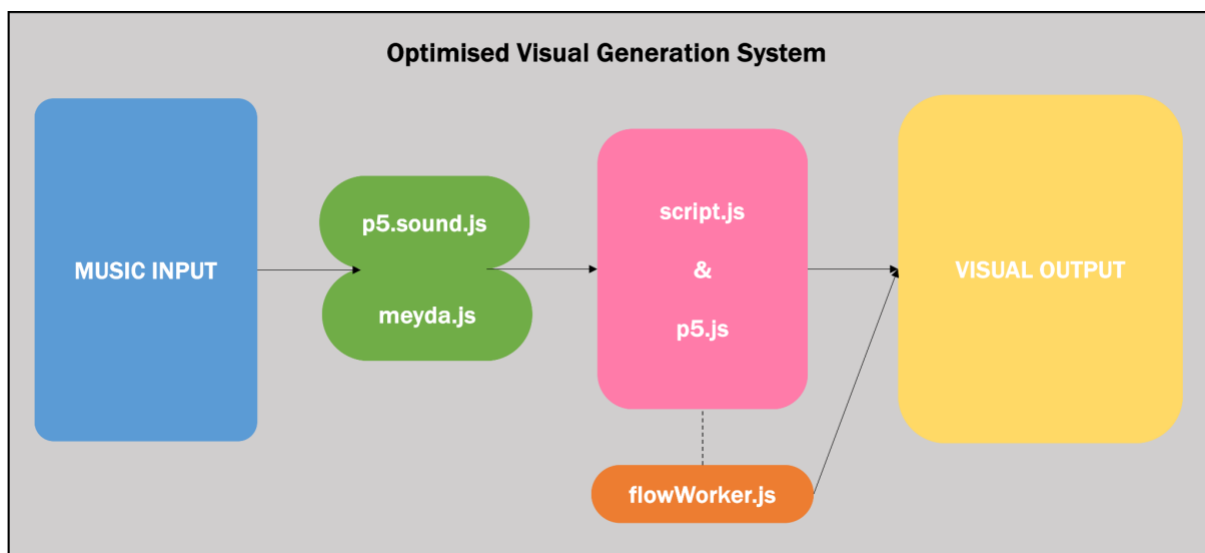 Optimised Visual Generation System
MUSIC INPUT
p5.sound.js
meyda.js
script.js
&
p5.js
flowWorker.js
VISUAL OUTPUT